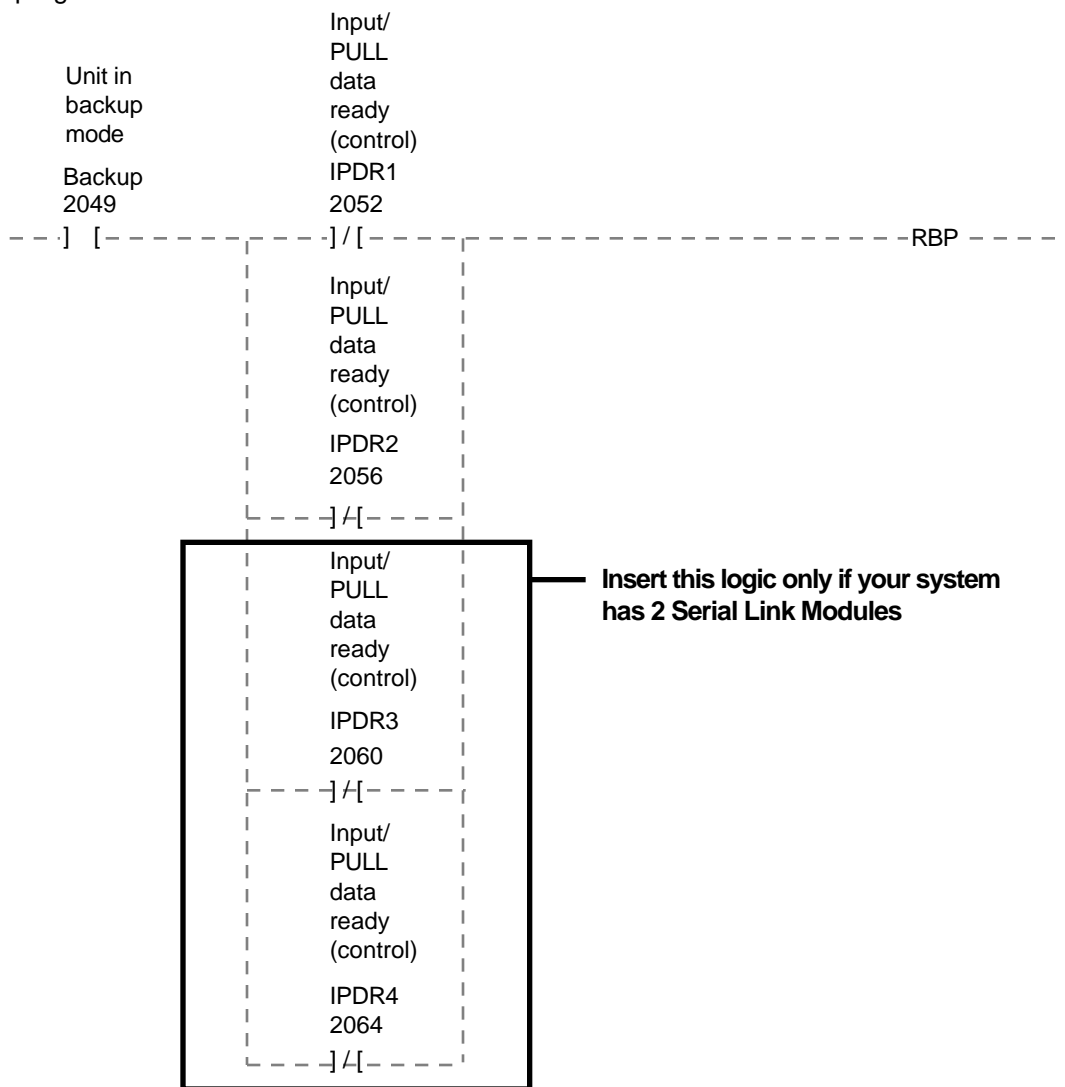 Input/
PULL
data
ready
(control)
IPDR1
2052
Unit in
backup
mode
Backup
2049
] [
] / [
RBP
Input/
PULL
data
ready
(control)
IPDR2
2056
] / [
Input/
PULL
data
ready
(control)
IPDR3
2060
] / [
Input/
PULL
data
ready
(control)
IPDR4
2064
] / [
Insert this logic only if your system
has 2 Serial Link Modules